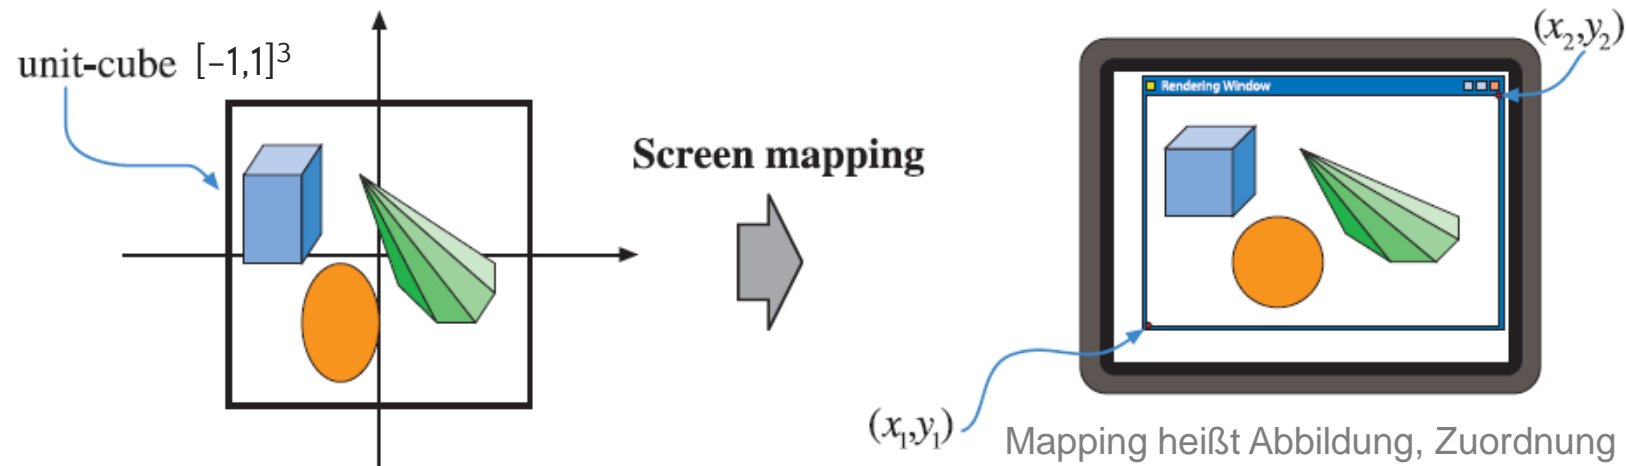 unit-cube [-1,1]³
Screen mapping
Rendering Window
(x₂,y₂)
(x₁,y₁)
Mapping heißt Abbildung, Zuordnung